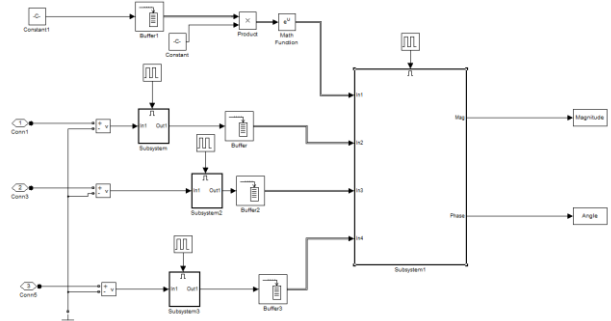 -C-
Constant1
Buffer1
-C-
Constant
×
Product
e^u
Math
Function
1
Conn1
+
-
v
In1 Out1
Subsystem
Buffer
2
Conn3
+
-
v
In1 Out1
Subsystem2
Buffer2
3
Conn5
+
-
v
In1 Out1
Subsystem3
Buffer3
In1
In2
In3
In4
Mag
Phase
Subsystem1
Magnitude
Angle